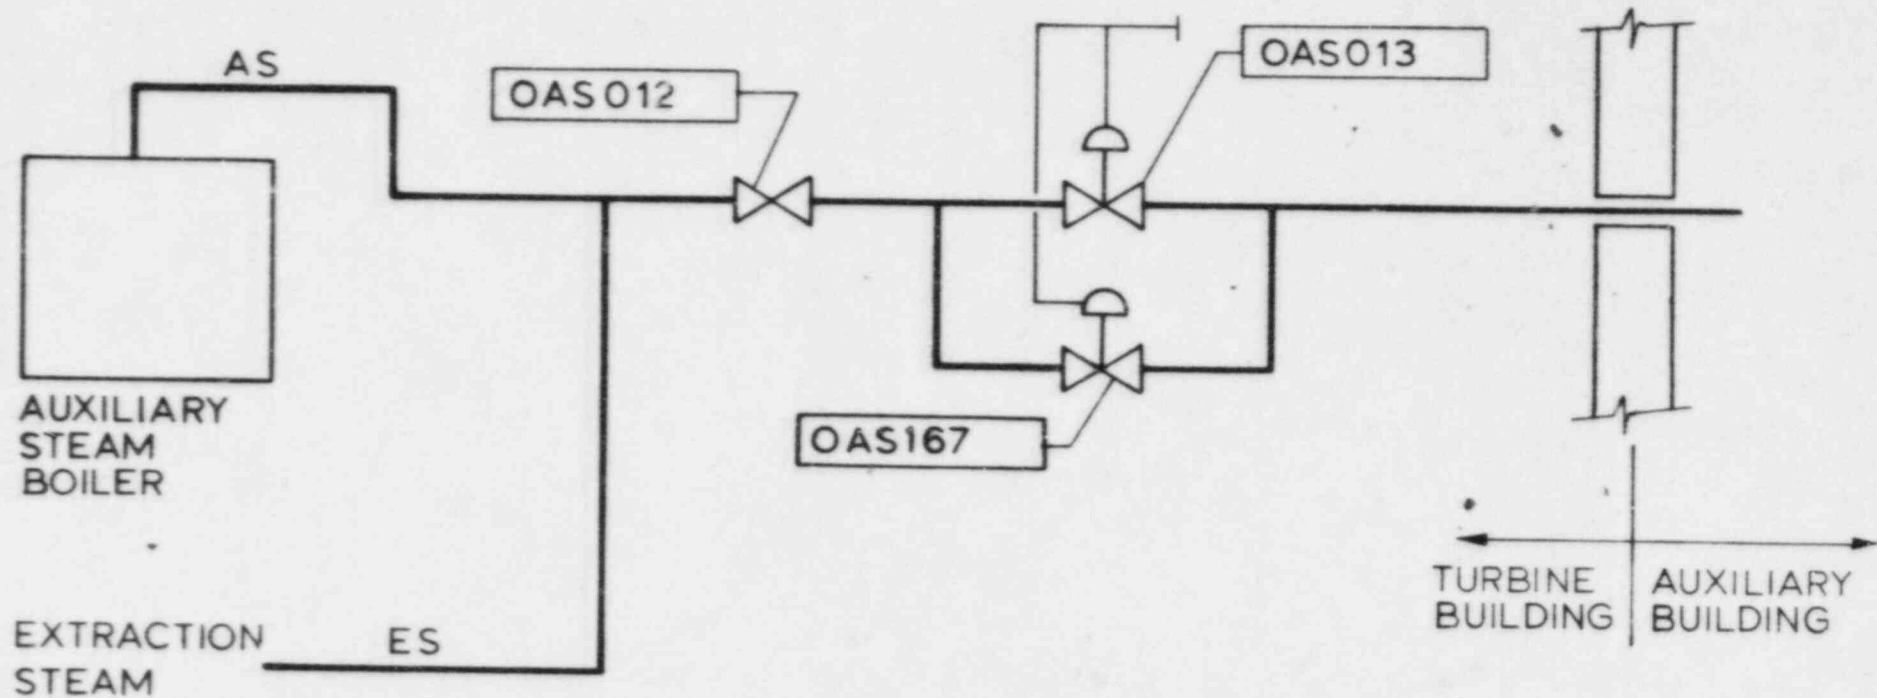 AS
OAS012
OAS013
AUXILIARY
STEAM
BOILER
OAS167
EXTRACTION
STEAM
ES
TURBINE
BUILDING
AUXILIARY
BUILDING